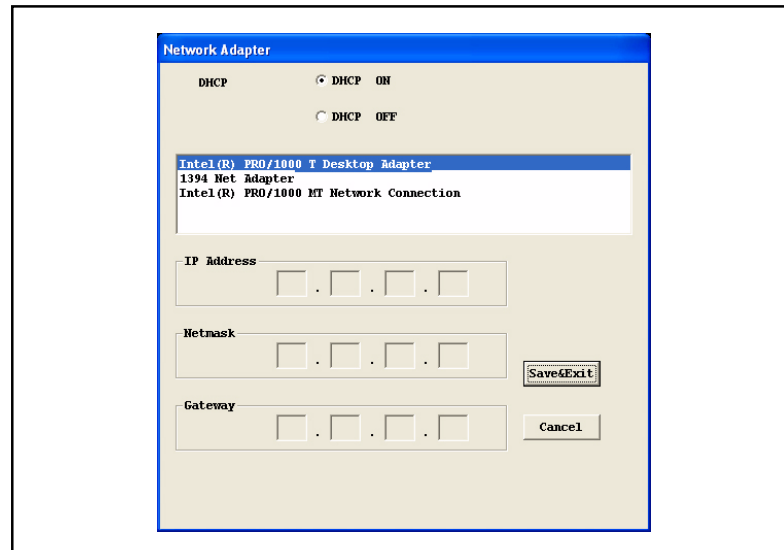 Network Adapter
DHCP DHCP ON
DHCP OFF
Intel(R) PRO/1000 T Desktop Adapter
1394 Net Adapter
Intel(R) PRO/1000 MT Network Connection
IP Address
. . .
Netmask
. . .
Save&Exit
Gateway
. . .
Cancel